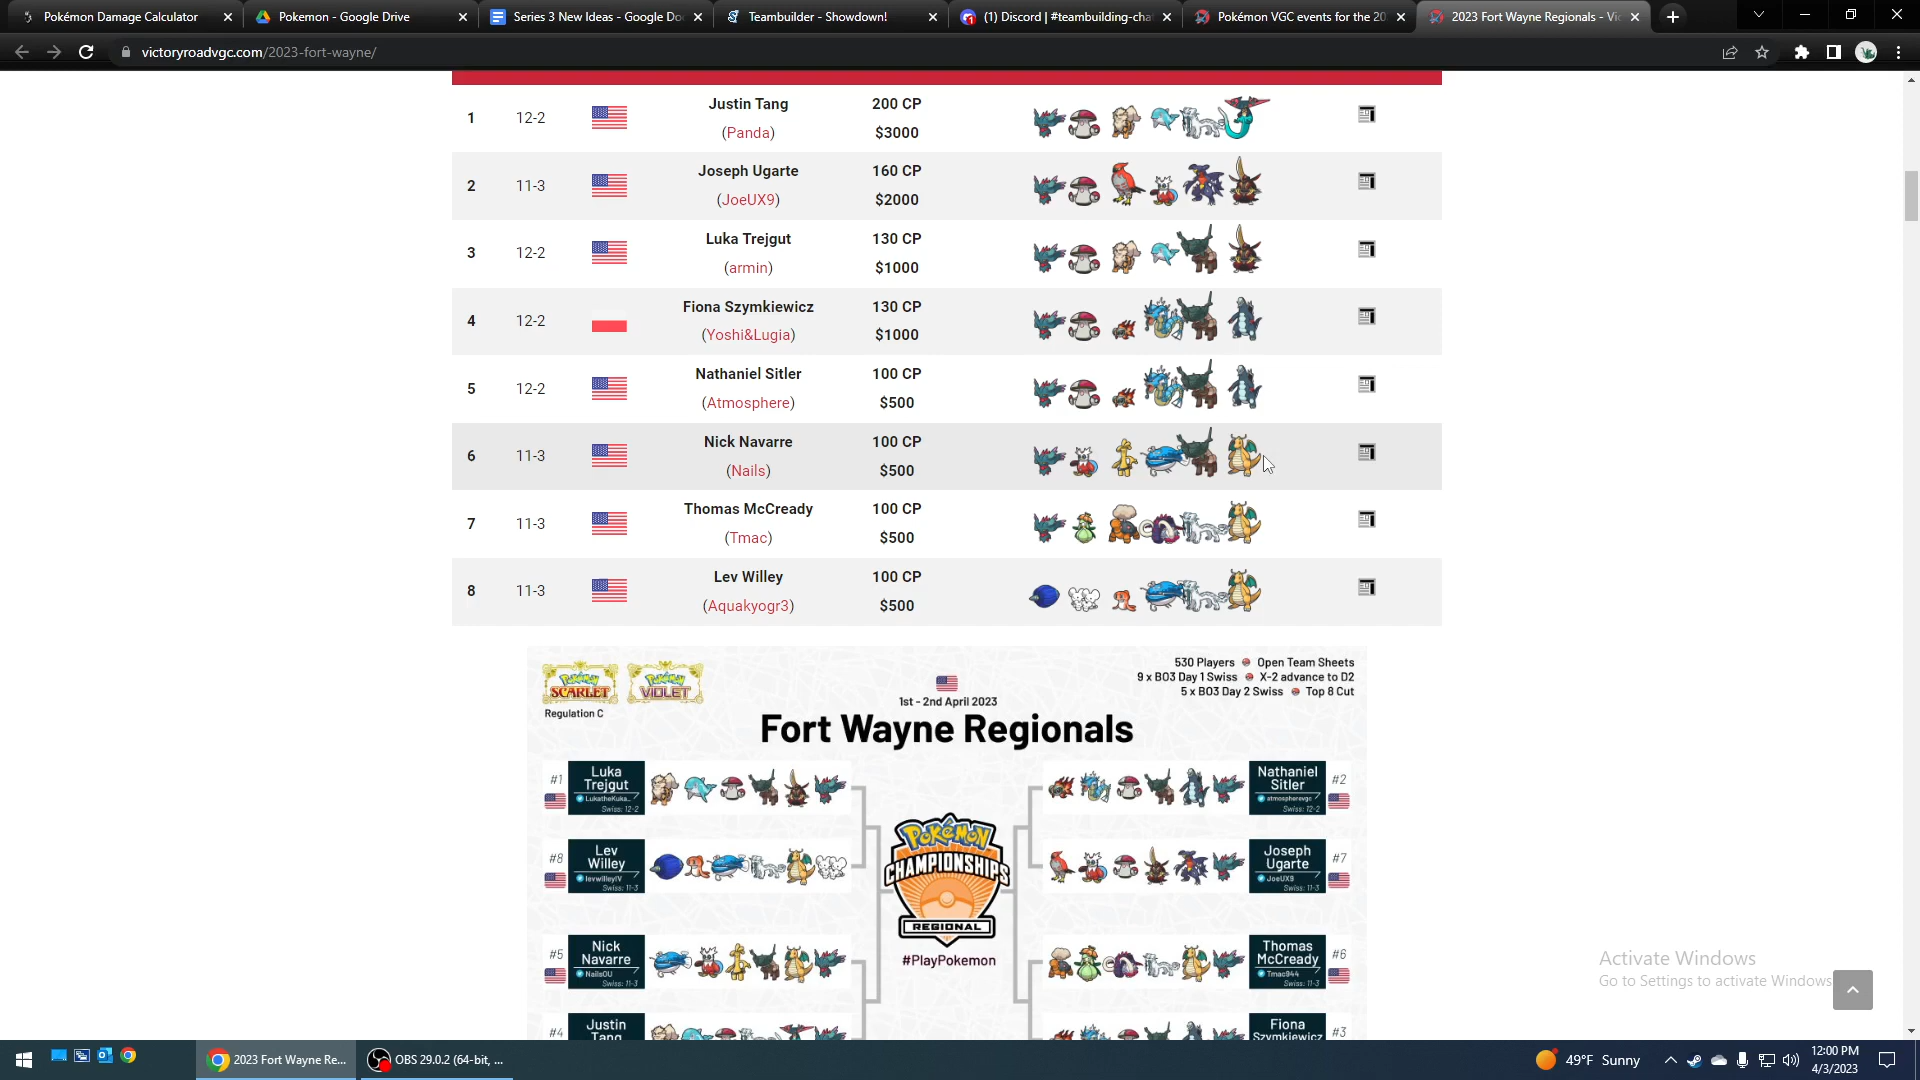 Pokémon Damage Calculator
Pokemon - Google Drive
Series 3 New Ideas - Google Do
Teambuilder - Showdown!
(1) Discord | #teambuilding-cha
Pokémon VGC events for the 20
2023 Fort Wayne Regionals - Vic
victoryroadvgc.com/2023-fort-wayne/
1 12-2 Justin Tang 200 CP
(Panda) $3000
2 11-3 Joseph Ugarte 160 CP
(JoeUX9) $2000
3 12-2 Luka Trejgut 130 CP
(armin) $1000
4 12-2 Fiona Szymkiewicz 130 CP
(Yoshi&Lugia) $1000
5 12-2 Nathaniel Sitler 100 CP
(Atmosphere) $500
6 11-3 Nick Navarre 100 CP
(Nails) $500
7 11-3 Thomas McCready 100 CP
(Tmac) $500
8 11-3 Lev Willey 100 CP
(Aquakyogr3) $500
Pokémon SCARLET
Pokémon VIOLET
Regulation C
1st - 2nd April 2023
Fort Wayne Regionals
530 Players Open Team Sheets
9 x BO3 Day 1 Swiss X-2 advance to D2
5 x BO3 Day 2 Swiss Top 8 Cut
#1 Luka Trejgut
LukatheKuka...
Swiss: 12-2
Nathaniel Sitler #2
atmospherevgc
Swiss: 12-2
#8 Lev Willey
levwilleyIV
Swiss: 11-3
Joseph Ugarte #7
JoeUX9
Swiss: 11-3
Pokémon
CHAMPIONSHIPS
REGIONAL
#PlayPokemon
#5 Nick Navarre
NailsOU
Swiss: 11-3
Thomas McCready #6
Tmac944
Swiss: 11-3
#4 Justin Tang
Fiona Szymkiewicz #3
Activate Windows
Go to Settings to activate Windows
2023 Fort Wayne Re...
OBS 29.0.2 (64-bit, ...
49°F Sunny
12:00 PM
4/3/2023